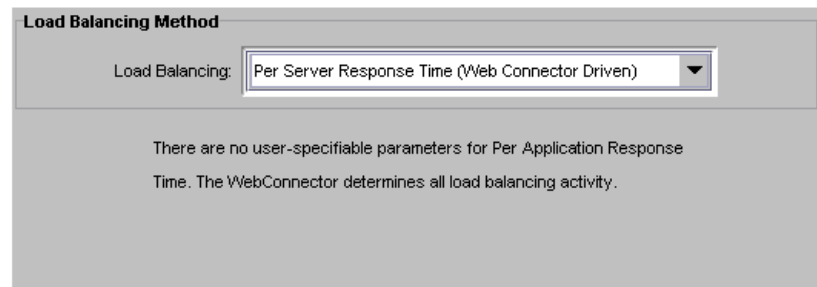 Load Balancing Method
Load Balancing: Per Server Response Time (Web Connector Driven)
There are no user-specifiable parameters for Per Application Response
Time. The WebConnector determines all load balancing activity.